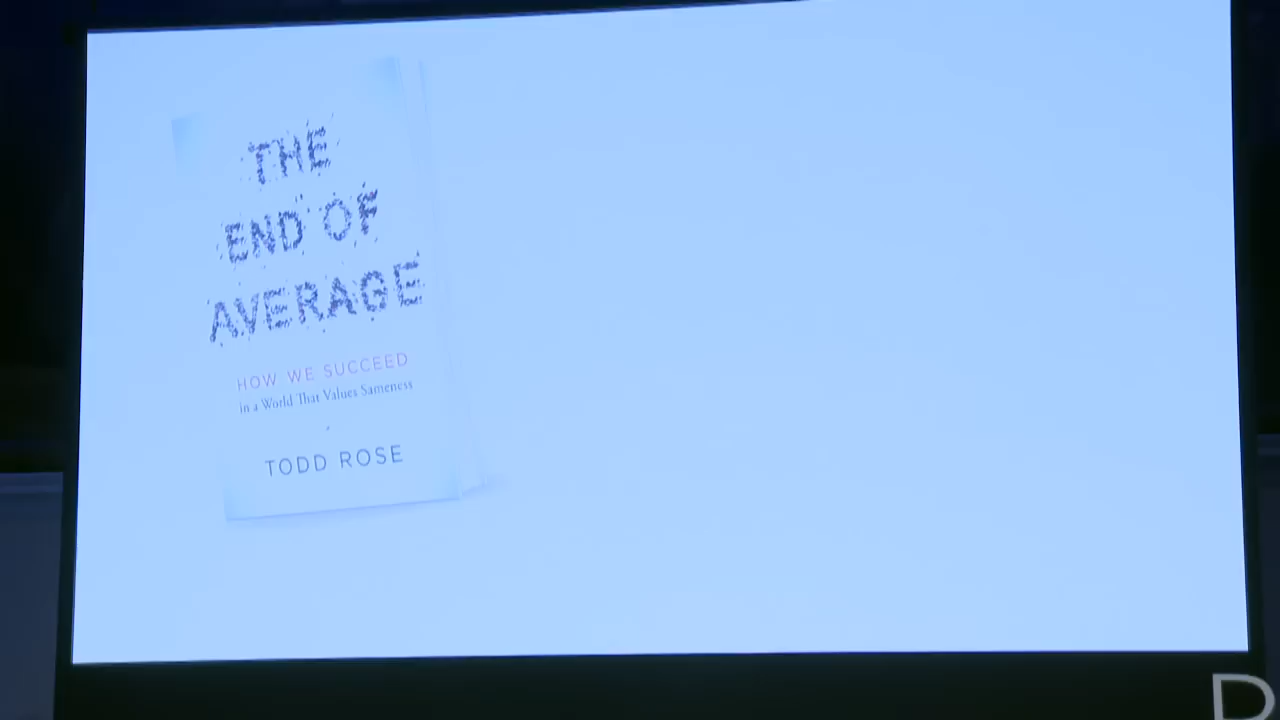 THE
END OF
AVERAGE
HOW WE SUCCEED
in a World That Values Sameness
TODD ROSE